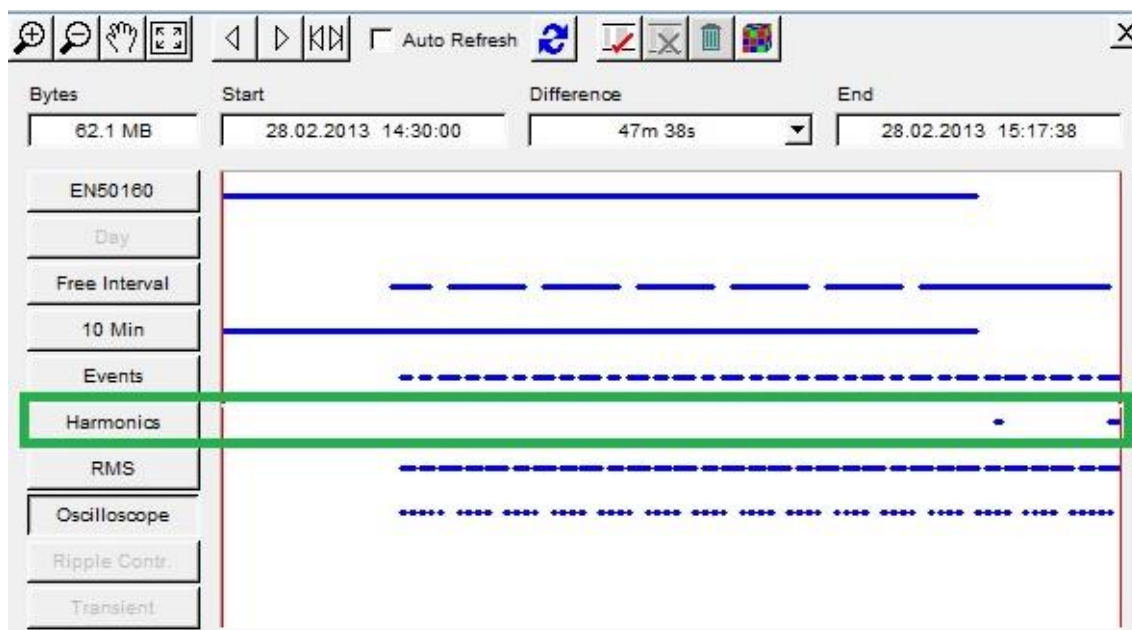 Auto Refresh
Bytes Start Difference End
62.1 MB 28.02.2013 14:30:00 47m 38s 28.02.2013 15:17:38
EN50160
Day
Free Interval
10 Min
Events
Harmonics
RMS
Oscilloscope
Ripple Contr.
Transient